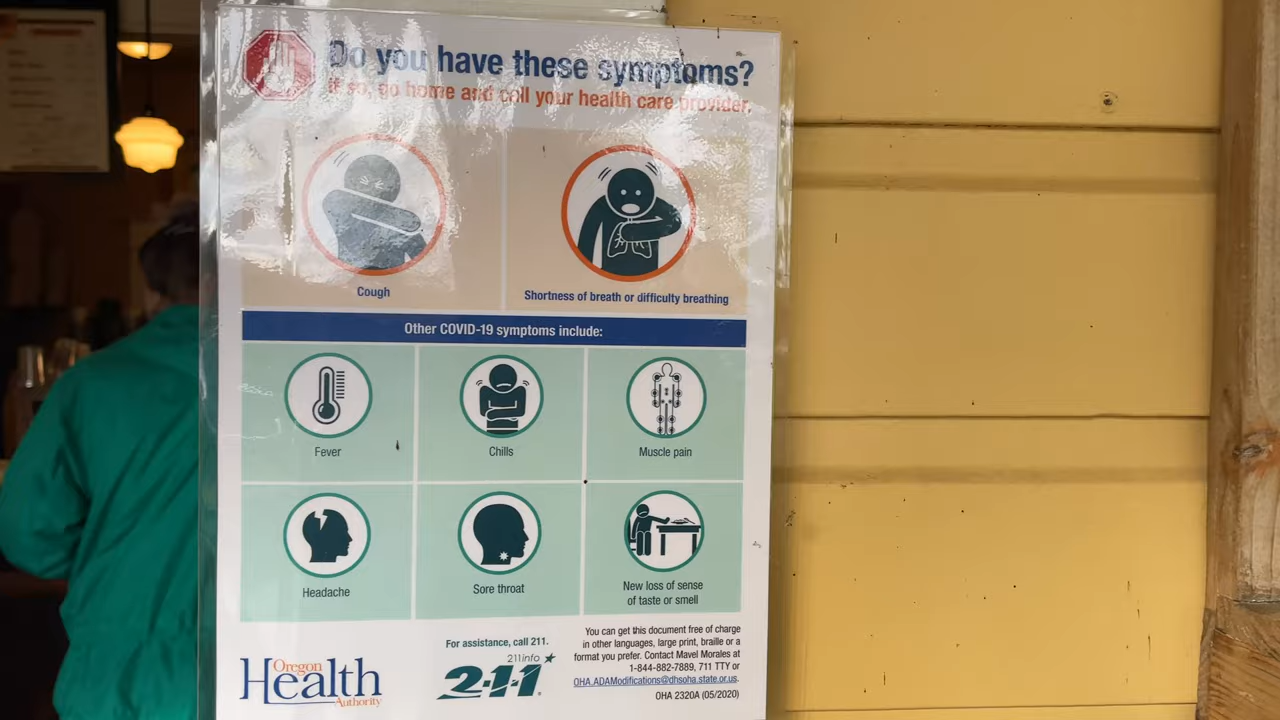 Do you have these symptoms?
If so, go home and call your health care provider.
Cough
Shortness of breath or difficulty breathing
Other COVID-19 symptoms include:
Fever
Chills
Muscle pain
Headache
Sore throat
New loss of sense
of taste or smell
Oregon
Health
Authority
For assistance, call 211.
211info
2-1-1
You can get this document free of charge
in other languages, large print, braille or a
format you prefer. Contact Mavel Morales at
1-844-882-7889, 711 TTY or
OHA.ADAModifications@dhsoha.state.or.us.
OHA 2320A (05/2020)